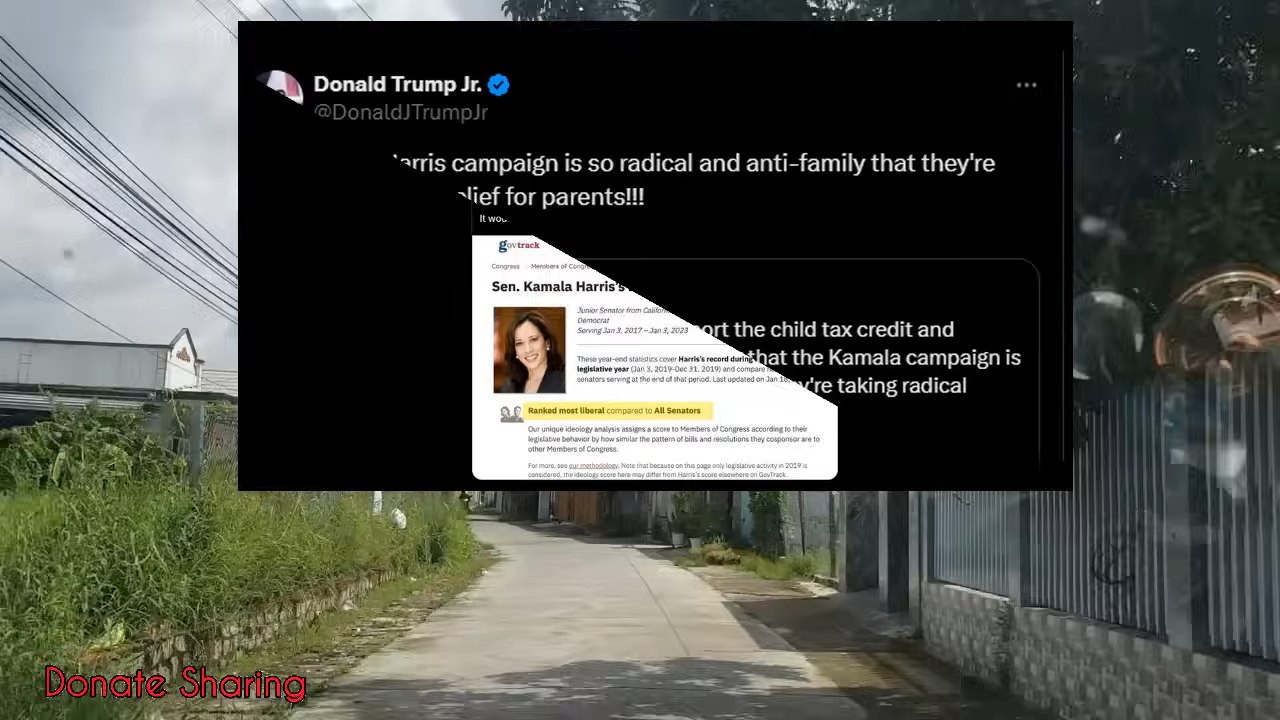 Donald Trump Jr.
@DonaldJTrumpJr
campaign is so radical and anti-family that they're
for parents!!!
It
govtrack
Congress Members of
Sen. Kamala Harris's
Junior Senator from
Democrat
Serving Jan 3, 2017 – Jan 3, 2023
the child tax credit and
that the Kamala campaign is
taking radical
These year-end statistics cover Harris's record during
legislative year (Jan 3, 2019-Dec 31, 2019) and compare
senators serving at the end of that period. Last updated on Jan
Ranked most liberal compared to All Senators
Our unique ideology analysis assigns a score to Members of Congress according to their
legislative behavior by how similar the pattern of bills and resolutions they cosponsor are to
other Members of Congress.
For more, see our methodology. Note that because on this page only legislative activity in 2019 is
considered, the ideology score here may differ from Harris's score elsewhere on GovTrack.
Donate Sharing